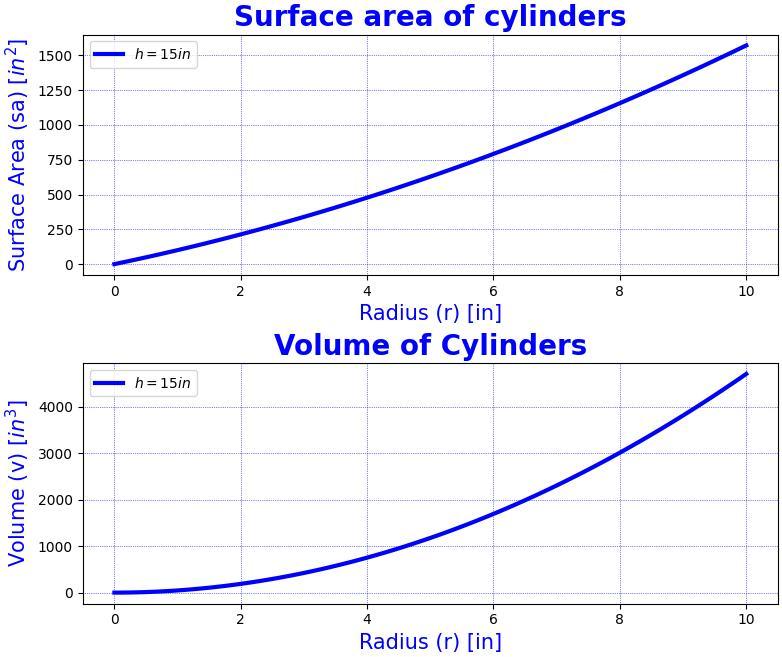 Surface area of cylinders
Surface Area (sa) [in²]
1500
1250
1000
750
500
250
0
h = 15in
0 2 4 6 8 10
Radius (r) [in]
Volume of Cylinders
Volume (v) [in³]
4000
3000
2000
1000
0
h = 15in
0 2 4 6 8 10
Radius (r) [in]